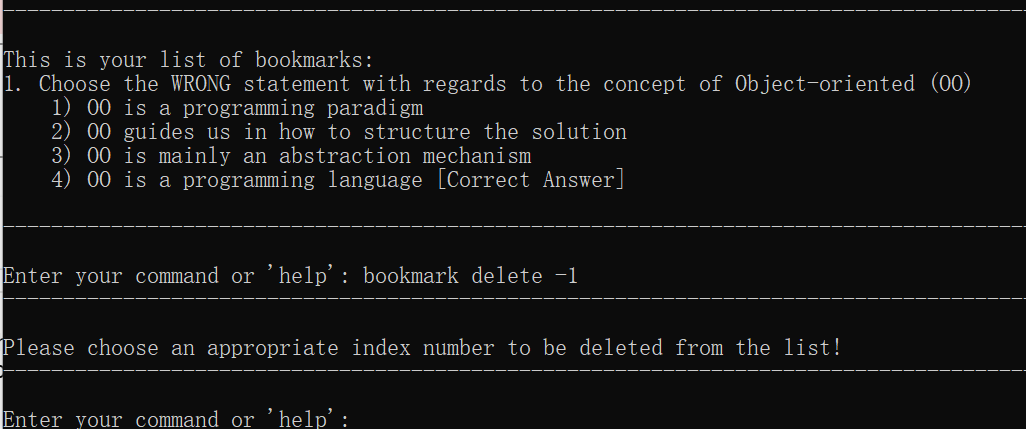 This is your list of bookmarks:
1. Choose the WRONG statement with regards to the concept of Object-oriented (OO)
1) OO is a programming paradigm
2) OO guides us in how to structure the solution
3) OO is mainly an abstraction mechanism
4) OO is a programming language [Correct Answer]
Enter your command or 'help': bookmark delete -1
Please choose an appropriate index number to be deleted from the list!
Enter your command or 'help':